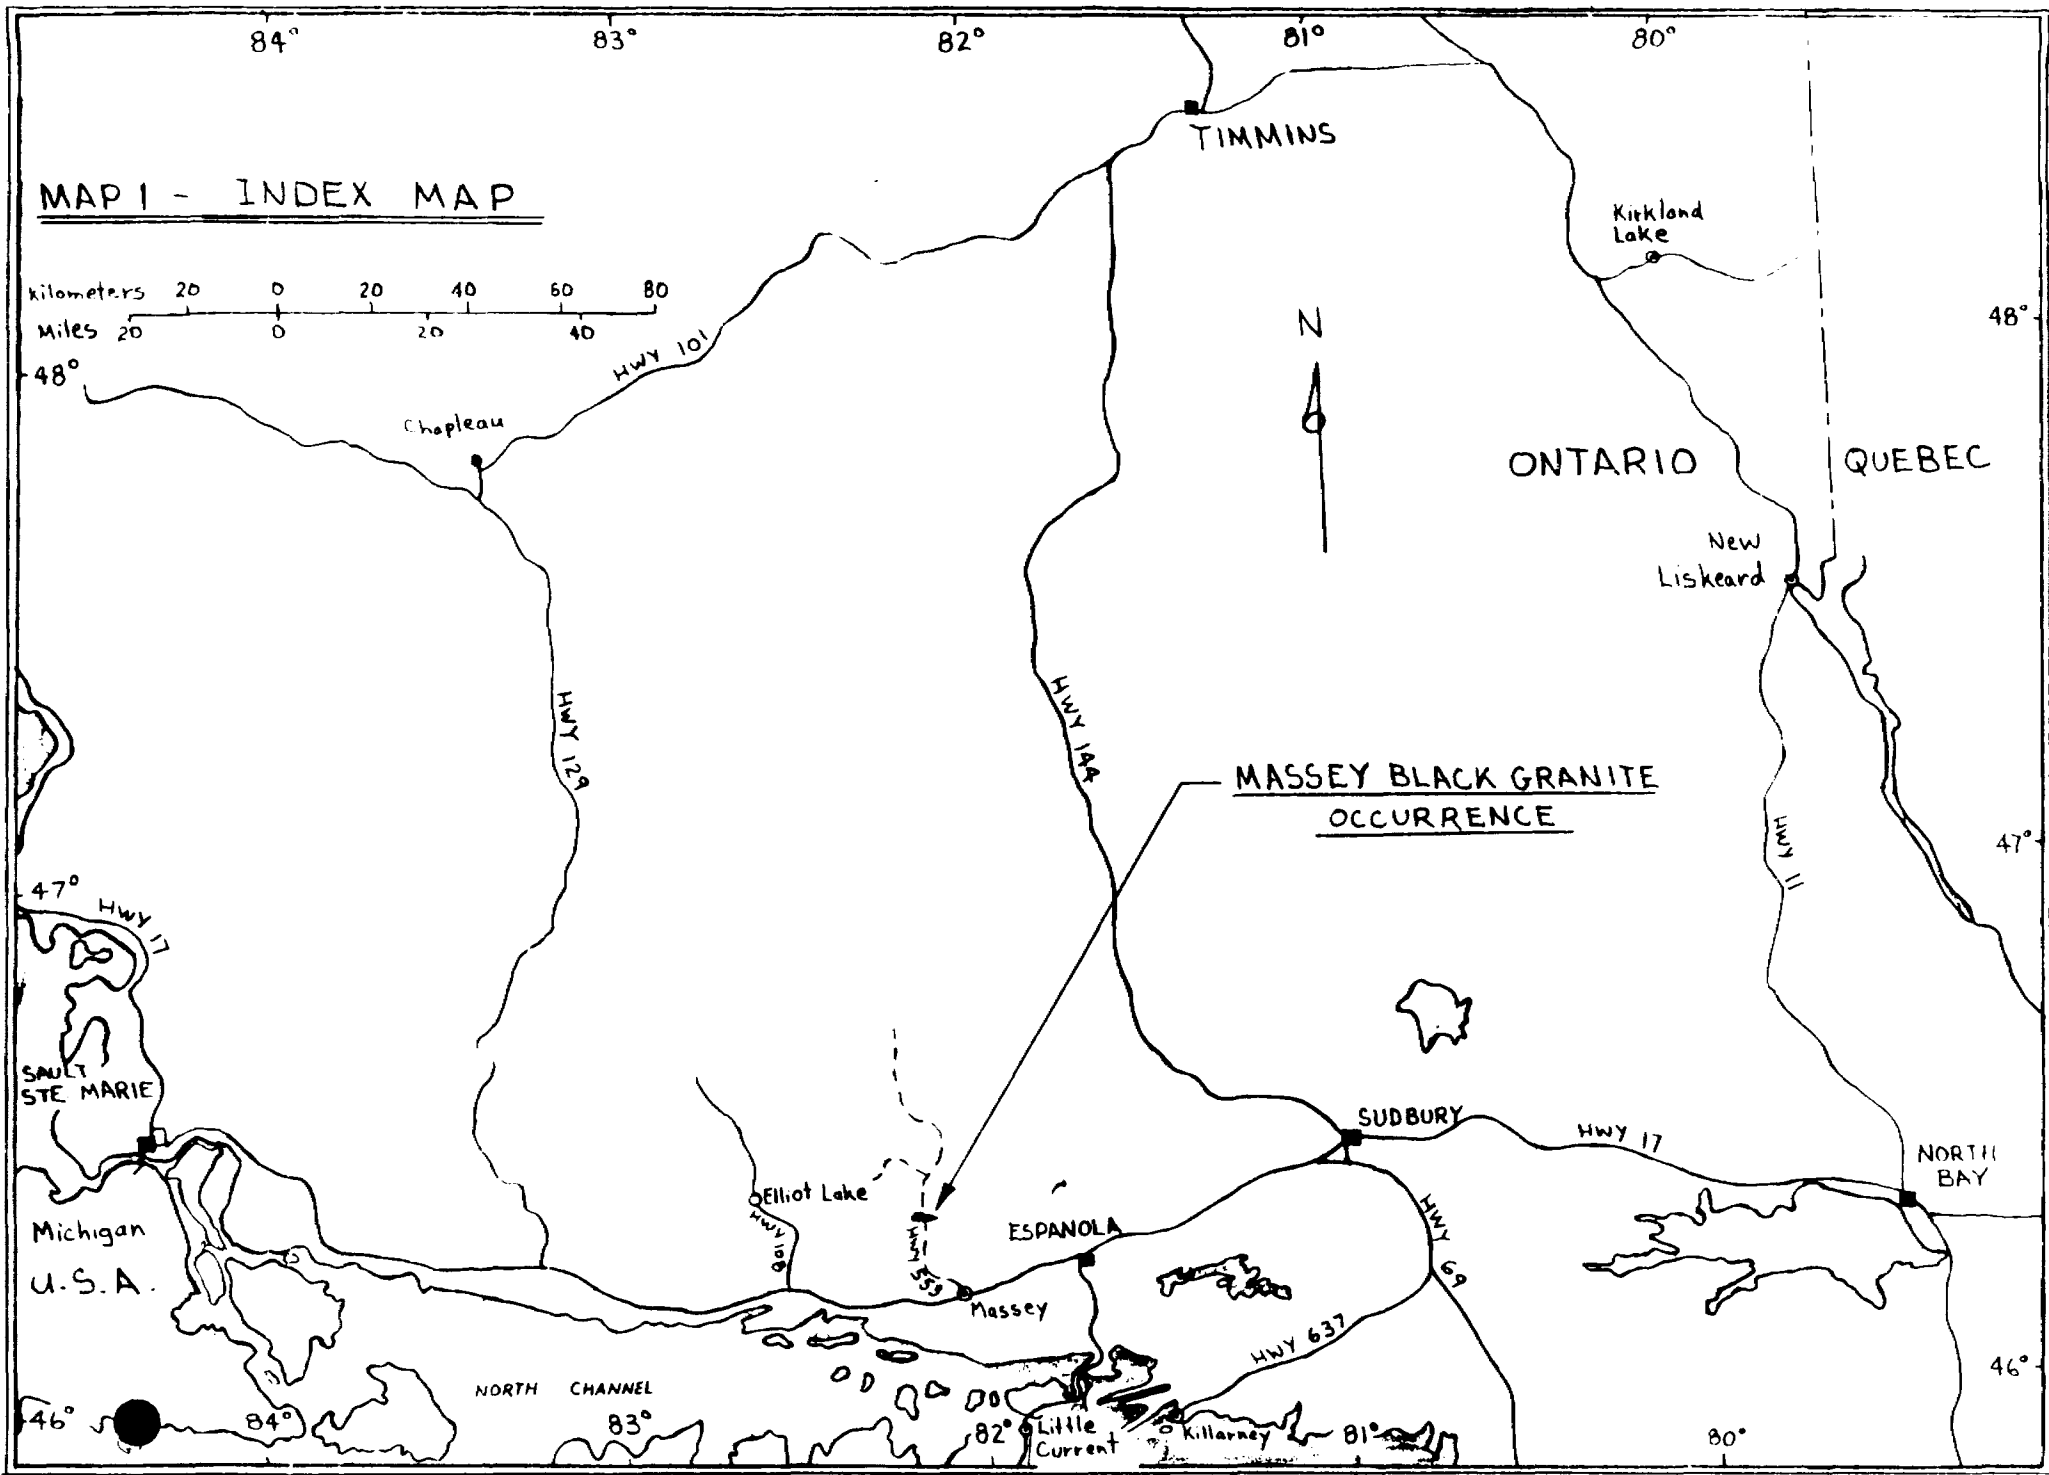 84° 83° 82° 81° 80°
TIMMINS
MAP 1 - INDEX MAP
Kirkland
Lake
Kilometers 20 0 20 40 60 80
Miles 20 0 20 40
N
48°
48°
HWY 101
Chapleau
ONTARIO
QUEBEC
New
Liskeard
HWY 129
HWY 144
MASSEY BLACK GRANITE
OCCURRENCE
HWY 11
47°
47°
HWY 17
SAULT
STE MARIE
SUDBURY
HWY 17
NORTH
BAY
Elliot Lake
HWY 108
HWY 553
ESPANOLA
HWY 69
Michigan
U.S.A.
Massey
HWY 637
46°
NORTH CHANNEL
46°
84° 83° 82° 81° 80°
Little
Current
Killarney